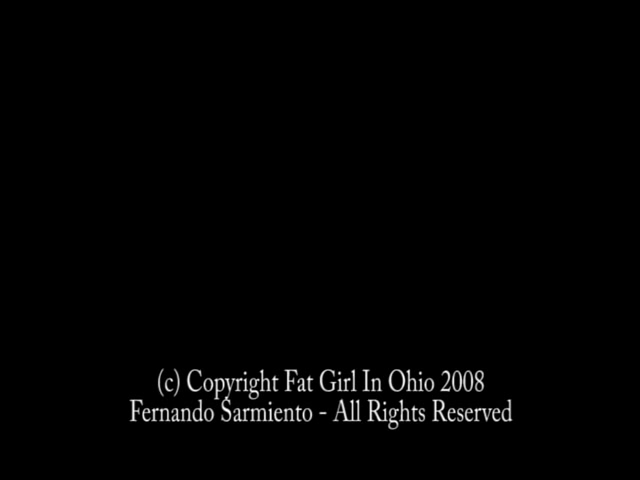 (c) Copyright Fat Girl In Ohio 2008
Fernando Sarmiento - All Rights Reserved